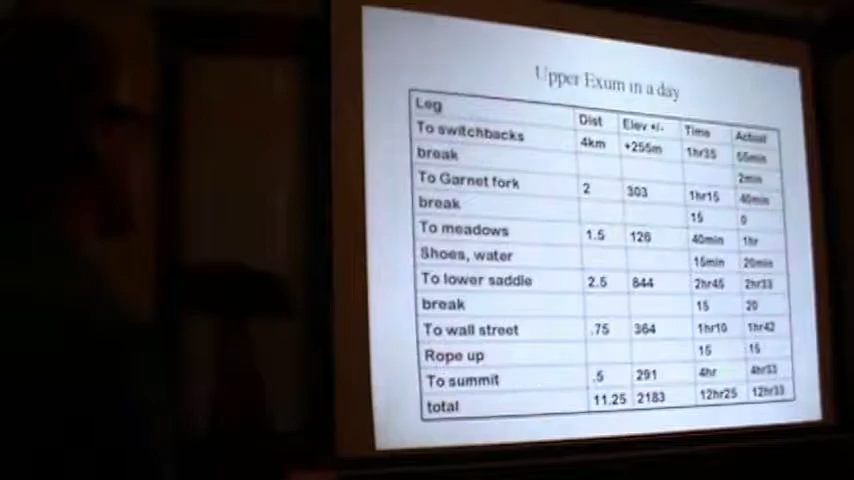 Upper Exum in a day
Leg Dist Elev +/- Time Actual
To switchbacks 4km +255m 1hr35 55min
break 2min
To Garnet fork 2 303 1hr15 40min
break 15 0
To meadows 1.5 126 40min 1hr
Shoes, water 15min 20min
To lower saddle 2.5 844 2hr45 2hr33
break 15 20
To wall street .75 364 1hr10 1hr42
Rope up 15 15
To summit .5 291 4hr 4hr33
total 11.25 2183 12hr25 12hr33